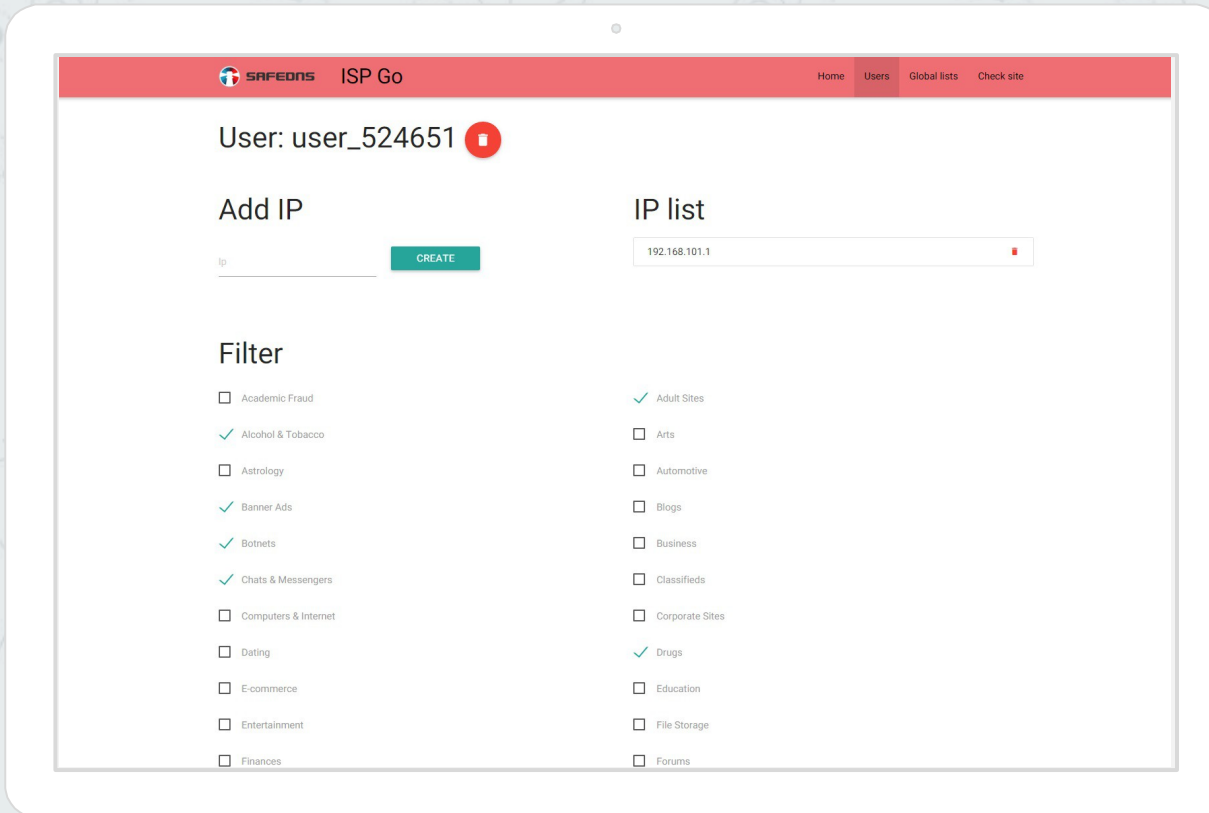 SAFEDNS ISP Go Home Users Global lists Check site
User: user_524651
Add IP
Ip
CREATE
IP list
192.168.101.1
Filter
Academic Fraud
Adult Sites
Alcohol & Tobacco
Arts
Astrology
Automotive
Banner Ads
Blogs
Botnets
Business
Chats & Messengers
Classifieds
Computers & Internet
Corporate Sites
Dating
Drugs
E-commerce
Education
Entertainment
File Storage
Finances
Forums